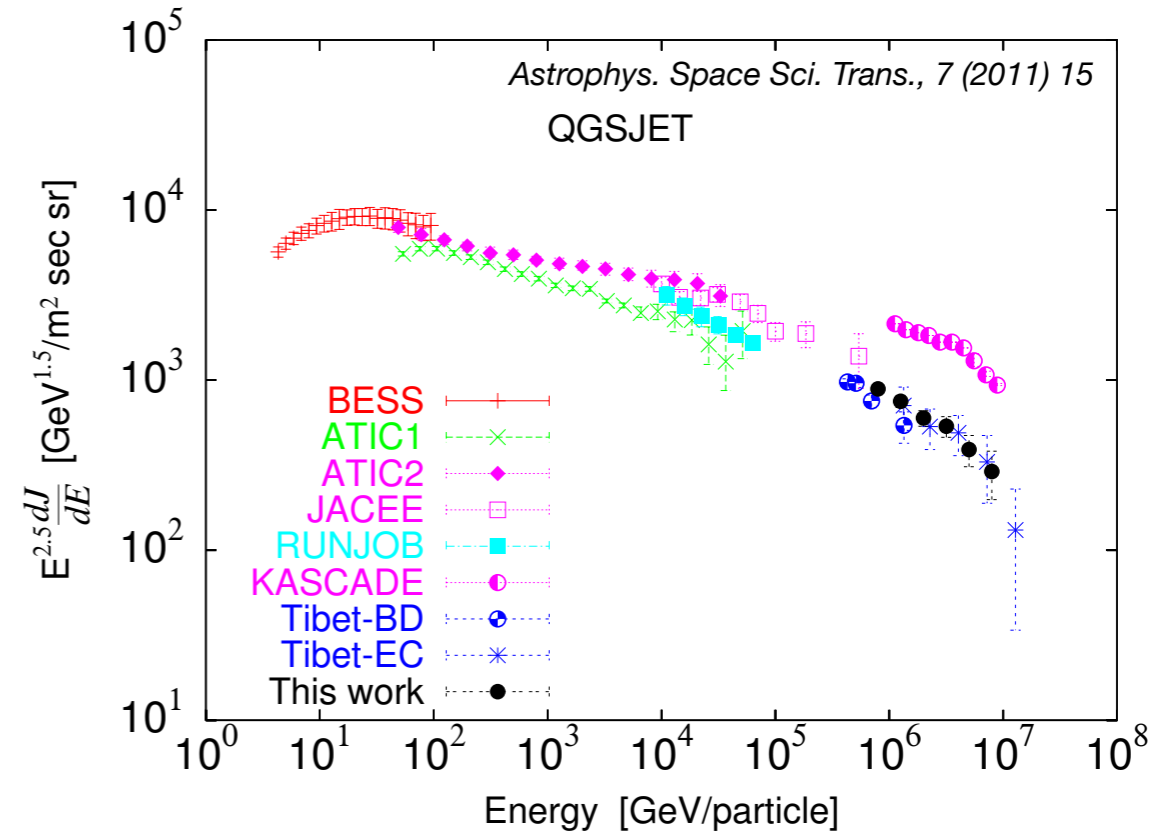 10^5
10^4
10^3
10^2
10^1
E^{2.5} dJ/dE [GeV^{1.5}/m^2 sec sr]
Astrophys. Space Sci. Trans., 7 (2011) 15
QGSJET
BESS
ATIC1
ATIC2
JACEE
RUNJOB
KASCADE
Tibet-BD
Tibet-EC
This work
10^0 10^1 10^2 10^3 10^4 10^5 10^6 10^7 10^8
Energy [GeV/particle]